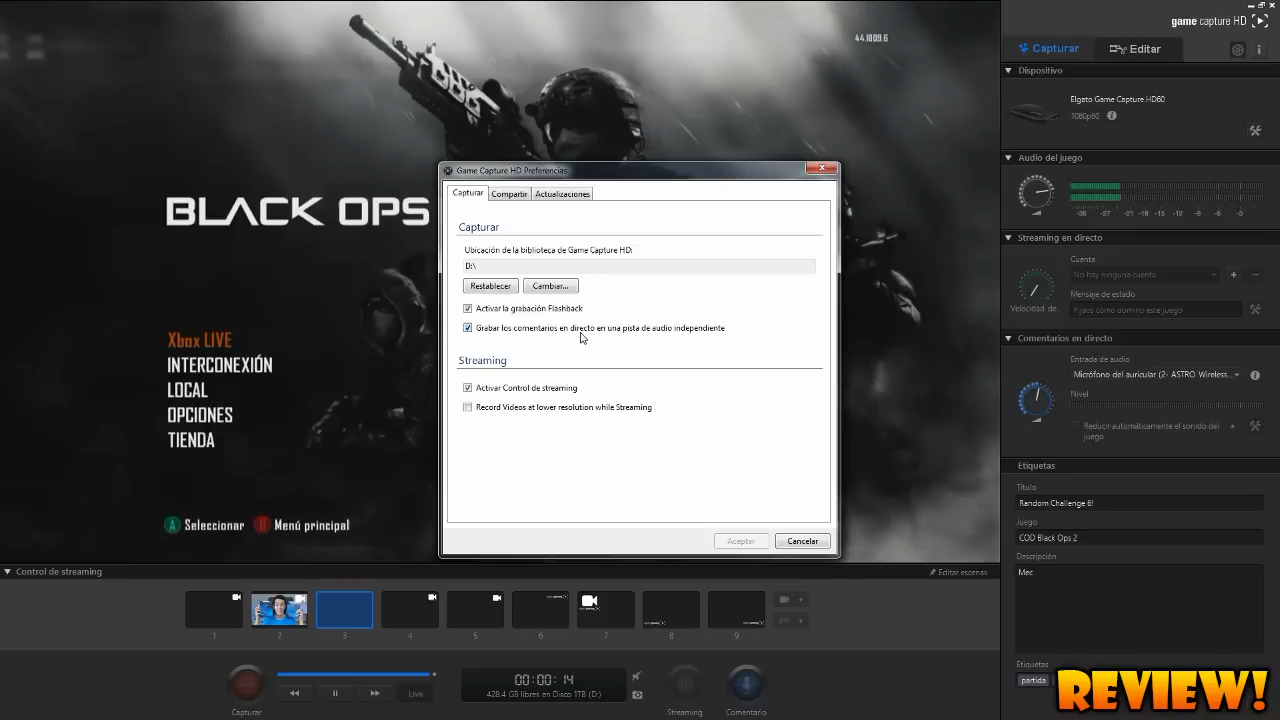 44.1809.6
game capture HD
Capturar
Editar
Dispositivo
Elgato Game Capture HD60
1080p60
Audio del juego
-36 -27 -21 -18 -15 -12 -9 -6 -3
Streaming en directo
Cuenta
No hay ninguna cuenta
Mensaje de estado
Velocidad de...
Fijaos cómo domino este juego
Comentarios en directo
Entrada de audio
Micrófono del auricular (2- ASTRO Wireless...
Nivel
Reducir automáticamente el sonido del
juego
Etiquetas
Título
Random Challenge 6!
Juego
COD Black Ops 2
Descripción
Mec
Etiquetas
partida
REVIEW!
BLACK OPS
Xbox LIVE
INTERCONEXIÓN
LOCAL
OPCIONES
TIENDA
A Seleccionar B Menú principal
Game Capture HD Preferencias
Capturar Compartir Actualizaciones
Capturar
Ubicación de la biblioteca de Game Capture HD:
D:\
Restablecer Cambiar...
Activar la grabación Flashback
Grabar los comentarios en directo en una pista de audio independiente
Streaming
Activar Control de streaming
Record Videos at lower resolution while Streaming
Aceptar Cancelar
Control de streaming
Editar escenas
1 2 3 4 5 6 7 8 9
Live
00:00:14
428.4 GB libres en Disco 1TB (D:)
Capturar
Streaming
Comentario